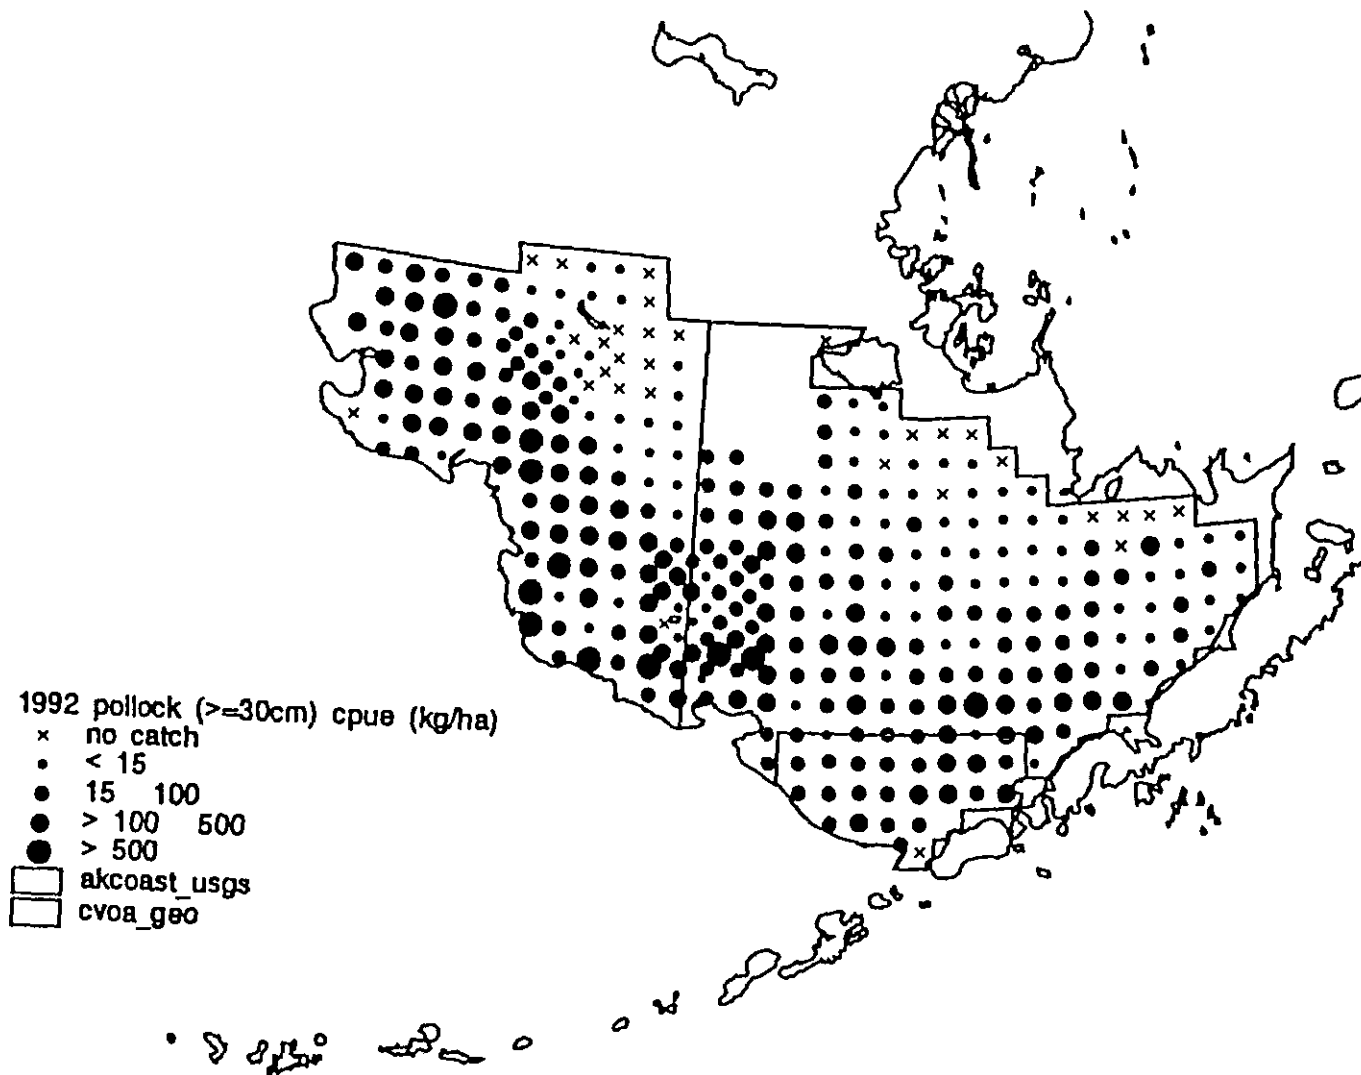 1992 pollock (>=30cm) cpue (kg/ha)
x no catch
< 15
15 100
> 100 500
> 500
akcoast_usgs
cvoa_geo